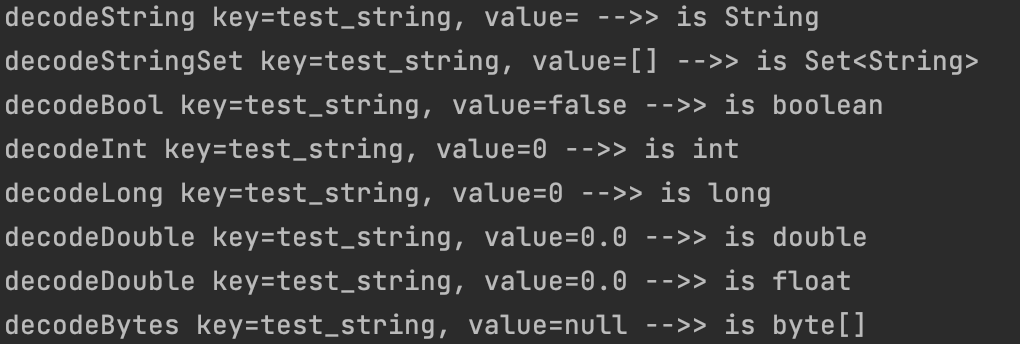 decodeString key=test_string, value= -->> is String
decodeStringSet key=test_string, value=[] -->> is Set<String>
decodeBool key=test_string, value=false -->> is boolean
decodeInt key=test_string, value=0 -->> is int
decodeLong key=test_string, value=0 -->> is long
decodeDouble key=test_string, value=0.0 -->> is double
decodeDouble key=test_string, value=0.0 -->> is float
decodeBytes key=test_string, value=null -->> is byte[]